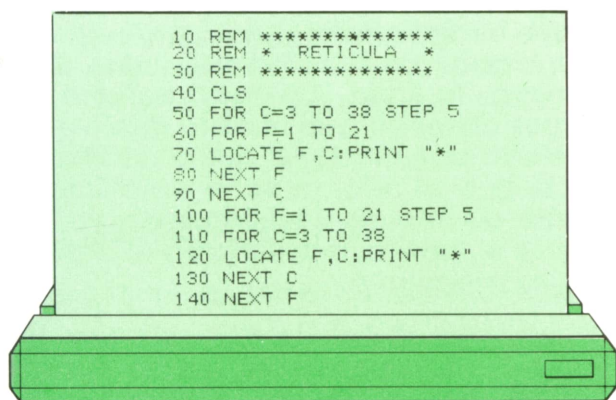 10 REM **************
20 REM *  RETICULA  *
30 REM **************
40 CLS
50 FOR C=3 TO 38 STEP 5
60 FOR F=1 TO 21
70 LOCATE F,C:PRINT "*"
80 NEXT F
90 NEXT C
100 FOR F=1 TO 21 STEP 5
110 FOR C=3 TO 38
120 LOCATE F,C:PRINT "*"
130 NEXT C
140 NEXT F